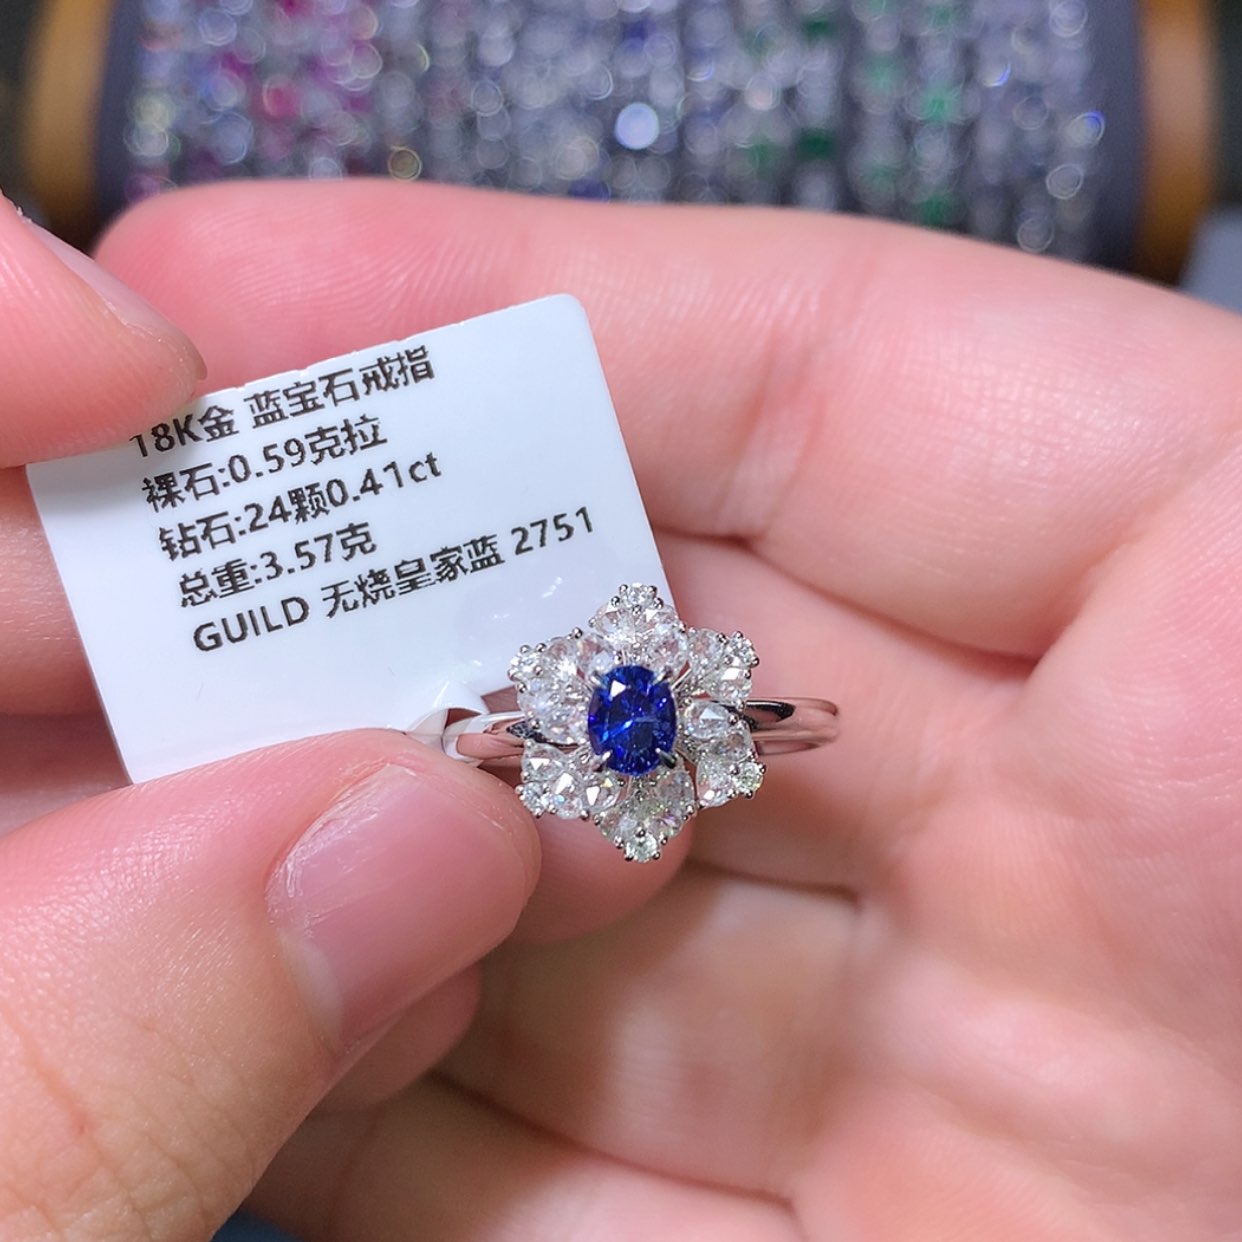 18K金 蓝宝石戒指
裸石:0.59克拉
钻石:24颗0.41ct
总重:3.57克
GUILD 无烧皇家蓝 2751